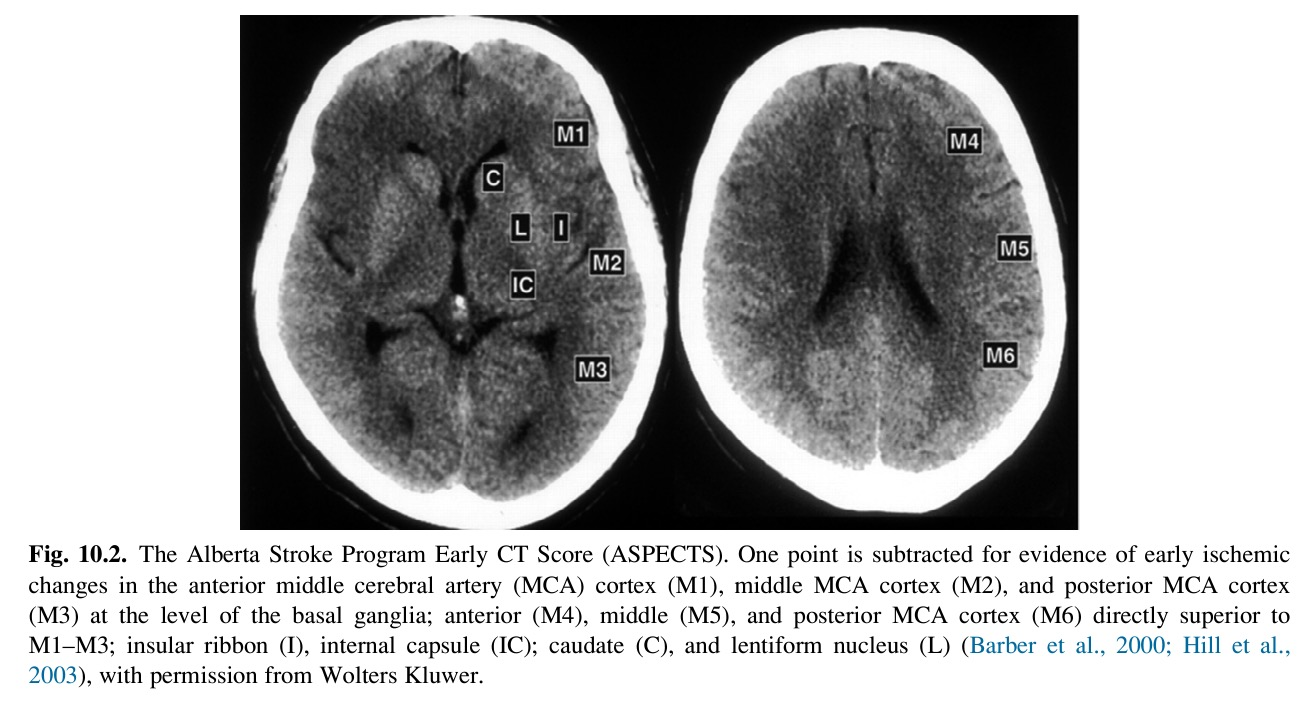 M1
M4
C
L
I
M5
M2
IC
M6
M3
Fig. 10.2. The Alberta Stroke Program Early CT Score (ASPECTS). One point is subtracted for evidence of early ischemic
changes in the anterior middle cerebral artery (MCA) cortex (M1), middle MCA cortex (M2), and posterior MCA cortex
(M3) at the level of the basal ganglia; anterior (M4), middle (M5), and posterior MCA cortex (M6) directly superior to
M1–M3; insular ribbon (I), internal capsule (IC); caudate (C), and lentiform nucleus (L) (Barber et al., 2000; Hill et al.,
2003), with permission from Wolters Kluwer.